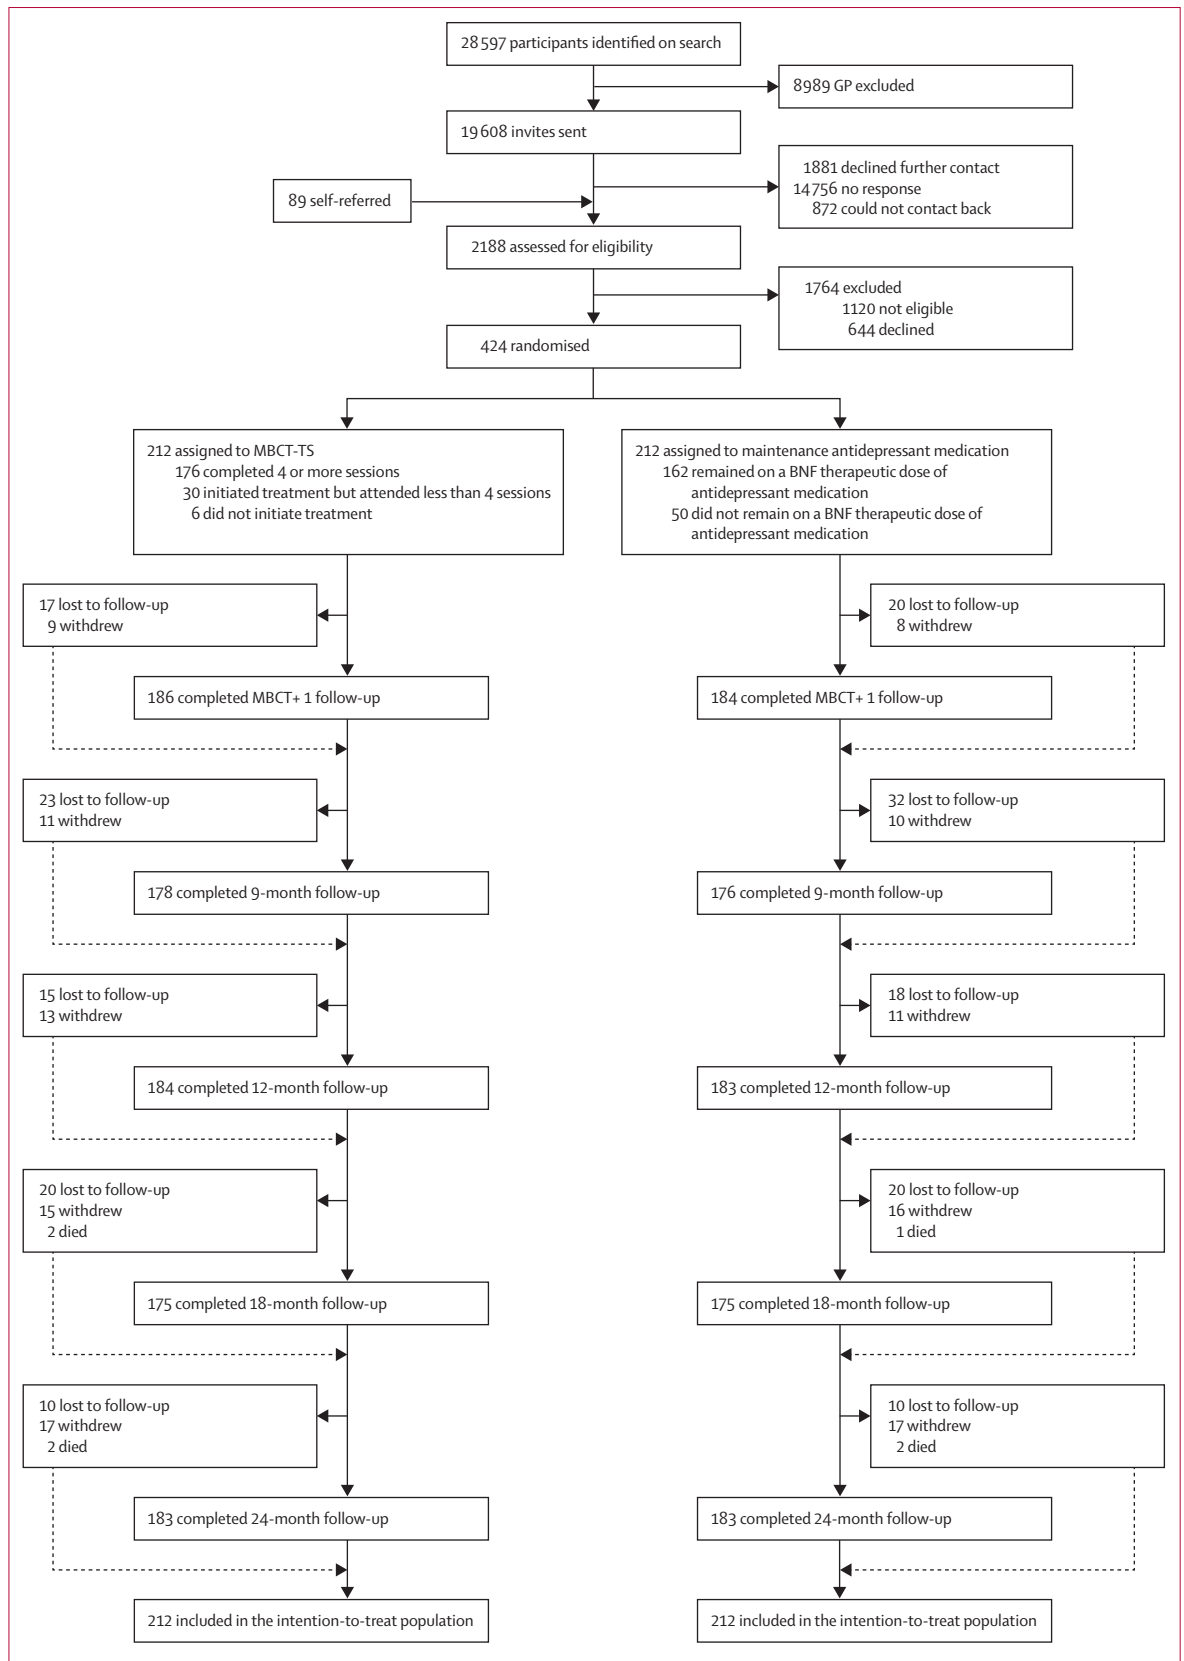 28 597 participants identified on search
8989 GP excluded
19 608 invites sent
1881 declined further contact
14 756 no response
872 could not contact back
89 self-referred
2188 assessed for eligibility
1764 excluded
1120 not eligible
644 declined
424 randomised
212 assigned to MBCT-TS
176 completed 4 or more sessions
30 initiated treatment but attended less than 4 sessions
6 did not initiate treatment
212 assigned to maintenance antidepressant medication
162 remained on a BNF therapeutic dose of
antidepressant medication
50 did not remain on a BNF therapeutic dose of
antidepressant medication
17 lost to follow-up
9 withdrew
20 lost to follow-up
8 withdrew
186 completed MBCT+ 1 follow-up
184 completed MBCT+ 1 follow-up
23 lost to follow-up
11 withdrew
32 lost to follow-up
10 withdrew
178 completed 9-month follow-up
176 completed 9-month follow-up
15 lost to follow-up
13 withdrew
18 lost to follow-up
11 withdrew
184 completed 12-month follow-up
183 completed 12-month follow-up
20 lost to follow-up
15 withdrew
2 died
20 lost to follow-up
16 withdrew
1 died
175 completed 18-month follow-up
175 completed 18-month follow-up
10 lost to follow-up
17 withdrew
2 died
10 lost to follow-up
17 withdrew
2 died
183 completed 24-month follow-up
183 completed 24-month follow-up
212 included in the intention-to-treat population
212 included in the intention-to-treat population